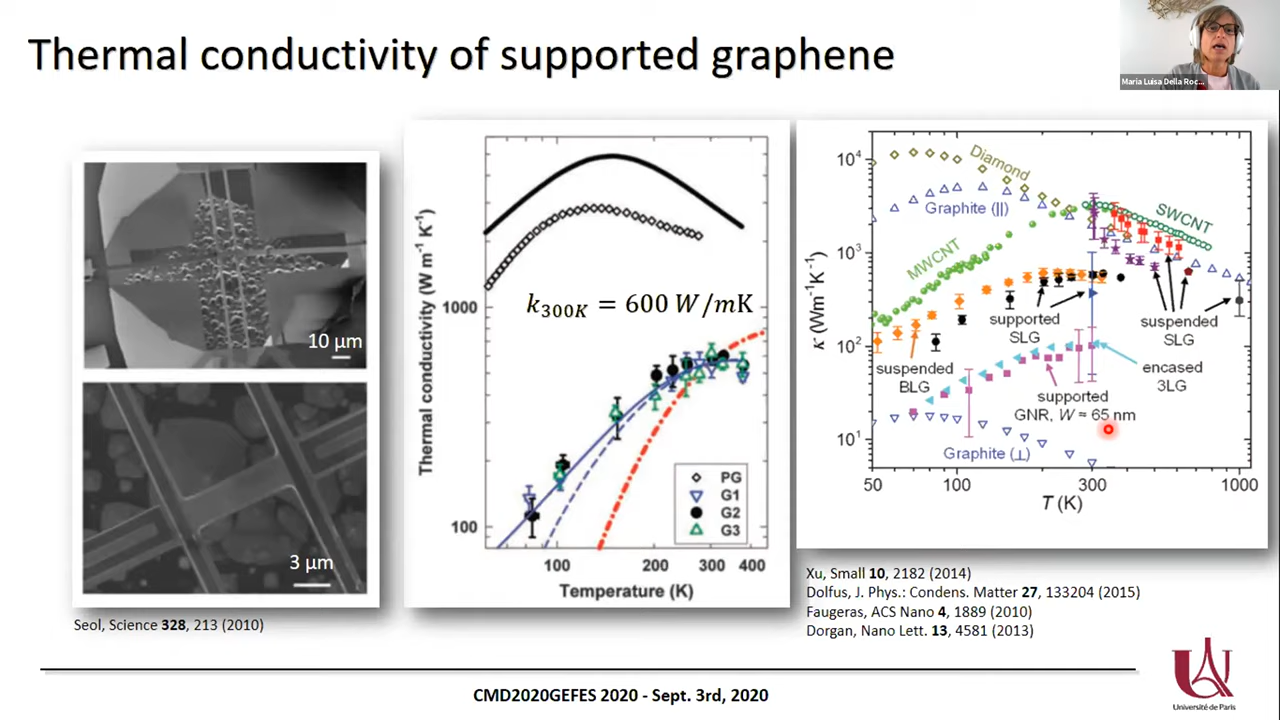 Thermal conductivity of supported graphene
Maria Luisa Della Roc...
10 μm
3 μm
Seol, Science 328, 213 (2010)
Thermal conductivity (W m⁻¹ K⁻¹)
1000
100
k300K = 600 W/mK
PG
G1
G2
G3
100
200
300
400
Temperature (K)
κ (Wm⁻¹K⁻¹)
10⁴
10³
10²
10¹
Diamond
Graphite (||)
SWCNT
MWCNT
supported
SLG
suspended
SLG
suspended
BLG
encased
3LG
supported
GNR, W ≈ 65 nm
Graphite (⊥)
50
100
300
1000
T (K)
Xu, Small 10, 2182 (2014)
Dolfus, J. Phys.: Condens. Matter 27, 133204 (2015)
Faugeras, ACS Nano 4, 1889 (2010)
Dorgan, Nano Lett. 13, 4581 (2013)
CMD2020GEFES 2020 - Sept. 3rd, 2020
Université de Paris